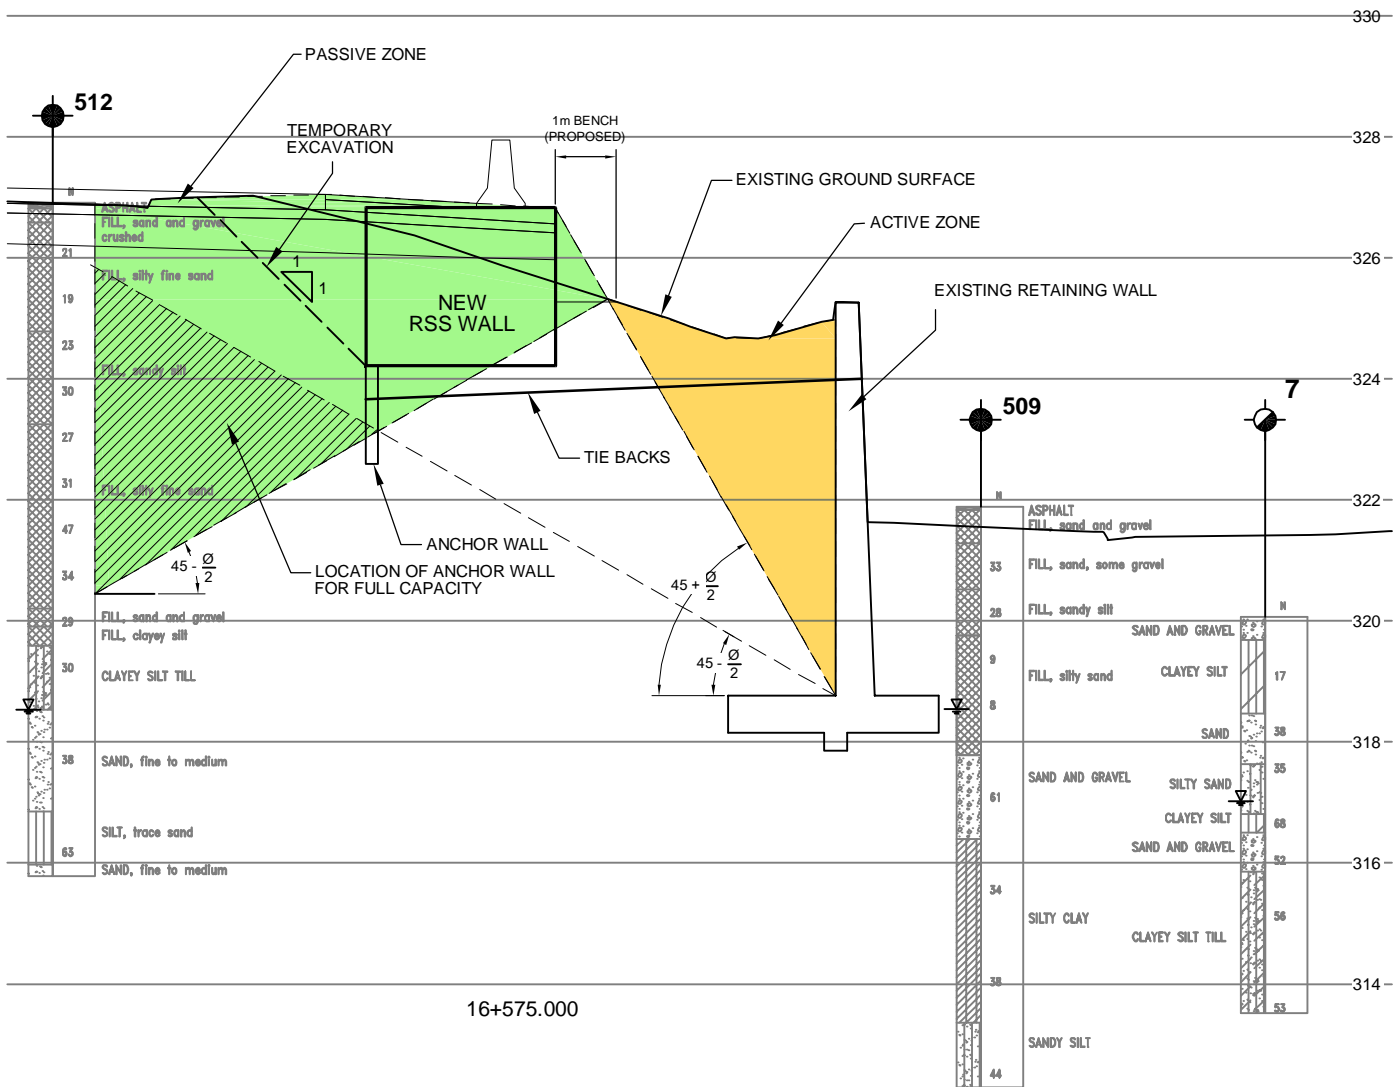 330
PASSIVE ZONE
512
1m BENCH
(PROPOSED)
TEMPORARY
EXCAVATION
328
EXISTING GROUND SURFACE
N
ASPHALT
FILL, sand and gravel
crushed
ACTIVE ZONE
21
326
FILL, silty fine sand
1
1
19
NEW
RSS WALL
EXISTING RETAINING WALL
23
FILL, sandy silt
30
324
509
7
27
TIE BACKS
31
FILL, silty fine sand
322
N
ASPHALT
FILL, sand and gravel
47
ANCHOR WALL
45 - Ø
2
LOCATION OF ANCHOR WALL
FOR FULL CAPACITY
34
45 + Ø
2
33
FILL, sand, some gravel
28
FILL, sandy silt
N
FILL, sand and gravel
29
320
FILL, clayey silt
SAND AND GRAVEL
30
CLAYEY SILT TILL
45 - Ø
2
9
FILL, silty sand
CLAYEY SILT
17
8
SAND
38
318
38
SAND, fine to medium
SAND AND GRAVEL
35
SILTY SAND
61
CLAYEY SILT
68
SILT, trace sand
SAND AND GRAVEL
63
52
316
SAND, fine to medium
34
SILTY CLAY
56
CLAYEY SILT TILL
38
314
16+575.000
53
SANDY SILT
44